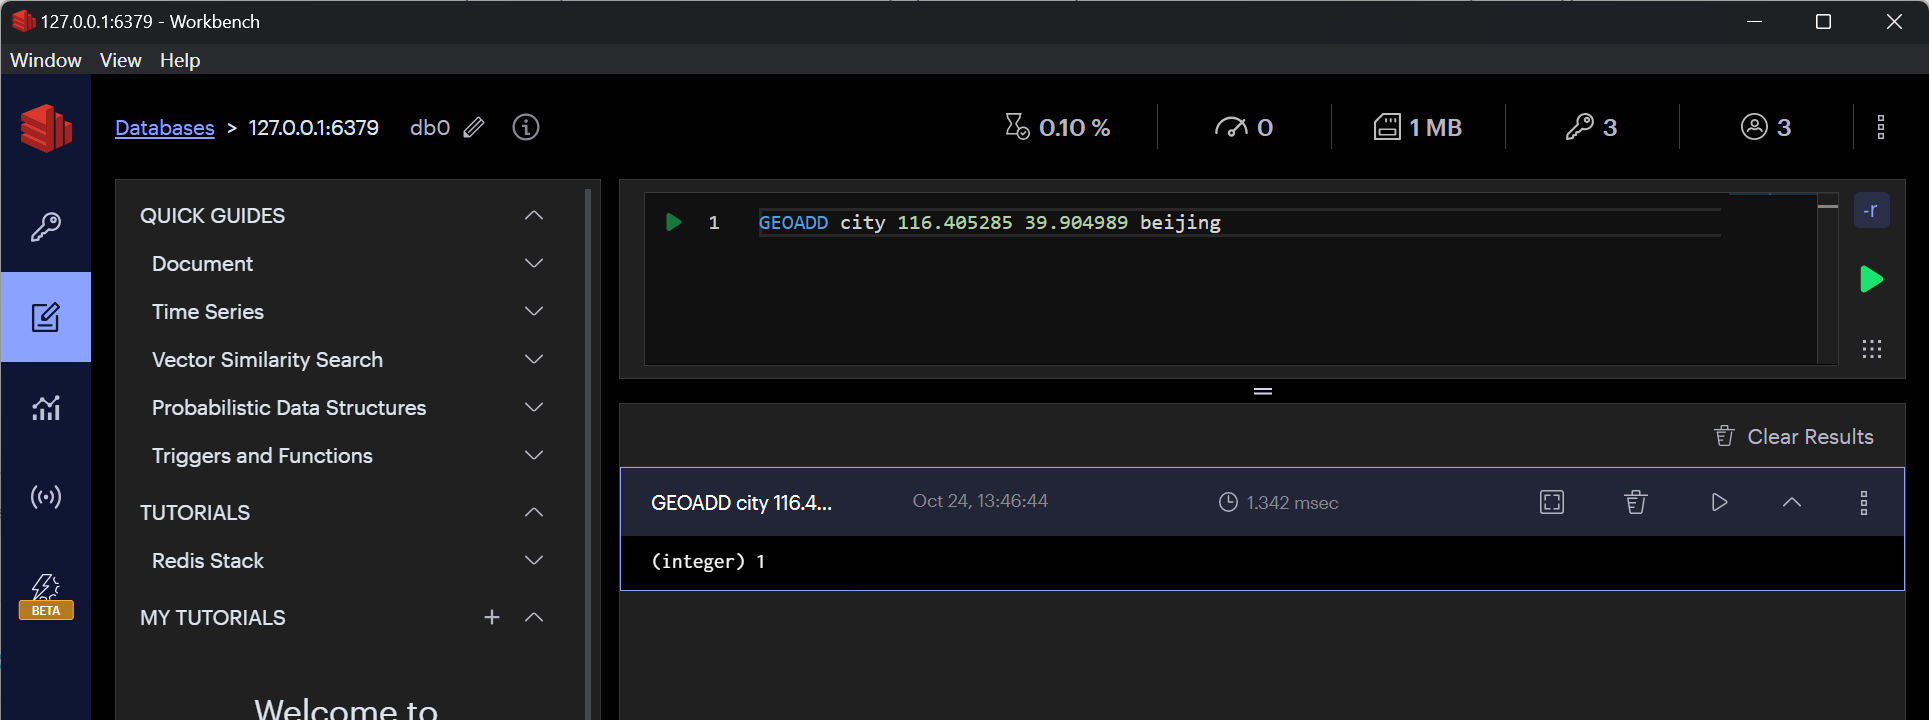 127.0.0.1:6379 - Workbench
Window View Help
Databases > 127.0.0.1:6379 db0 0.10 % 0 1 MB 3 3
QUICK GUIDES
Document
Time Series
Vector Similarity Search
Probabilistic Data Structures
Triggers and Functions
TUTORIALS
Redis Stack
MY TUTORIALS
Welcome to
BETA
1 GEOADD city 116.405285 39.904989 beijing
-r
Clear Results
GEOADD city 116.4... Oct 24, 13:46:44 1.342 msec
(integer) 1